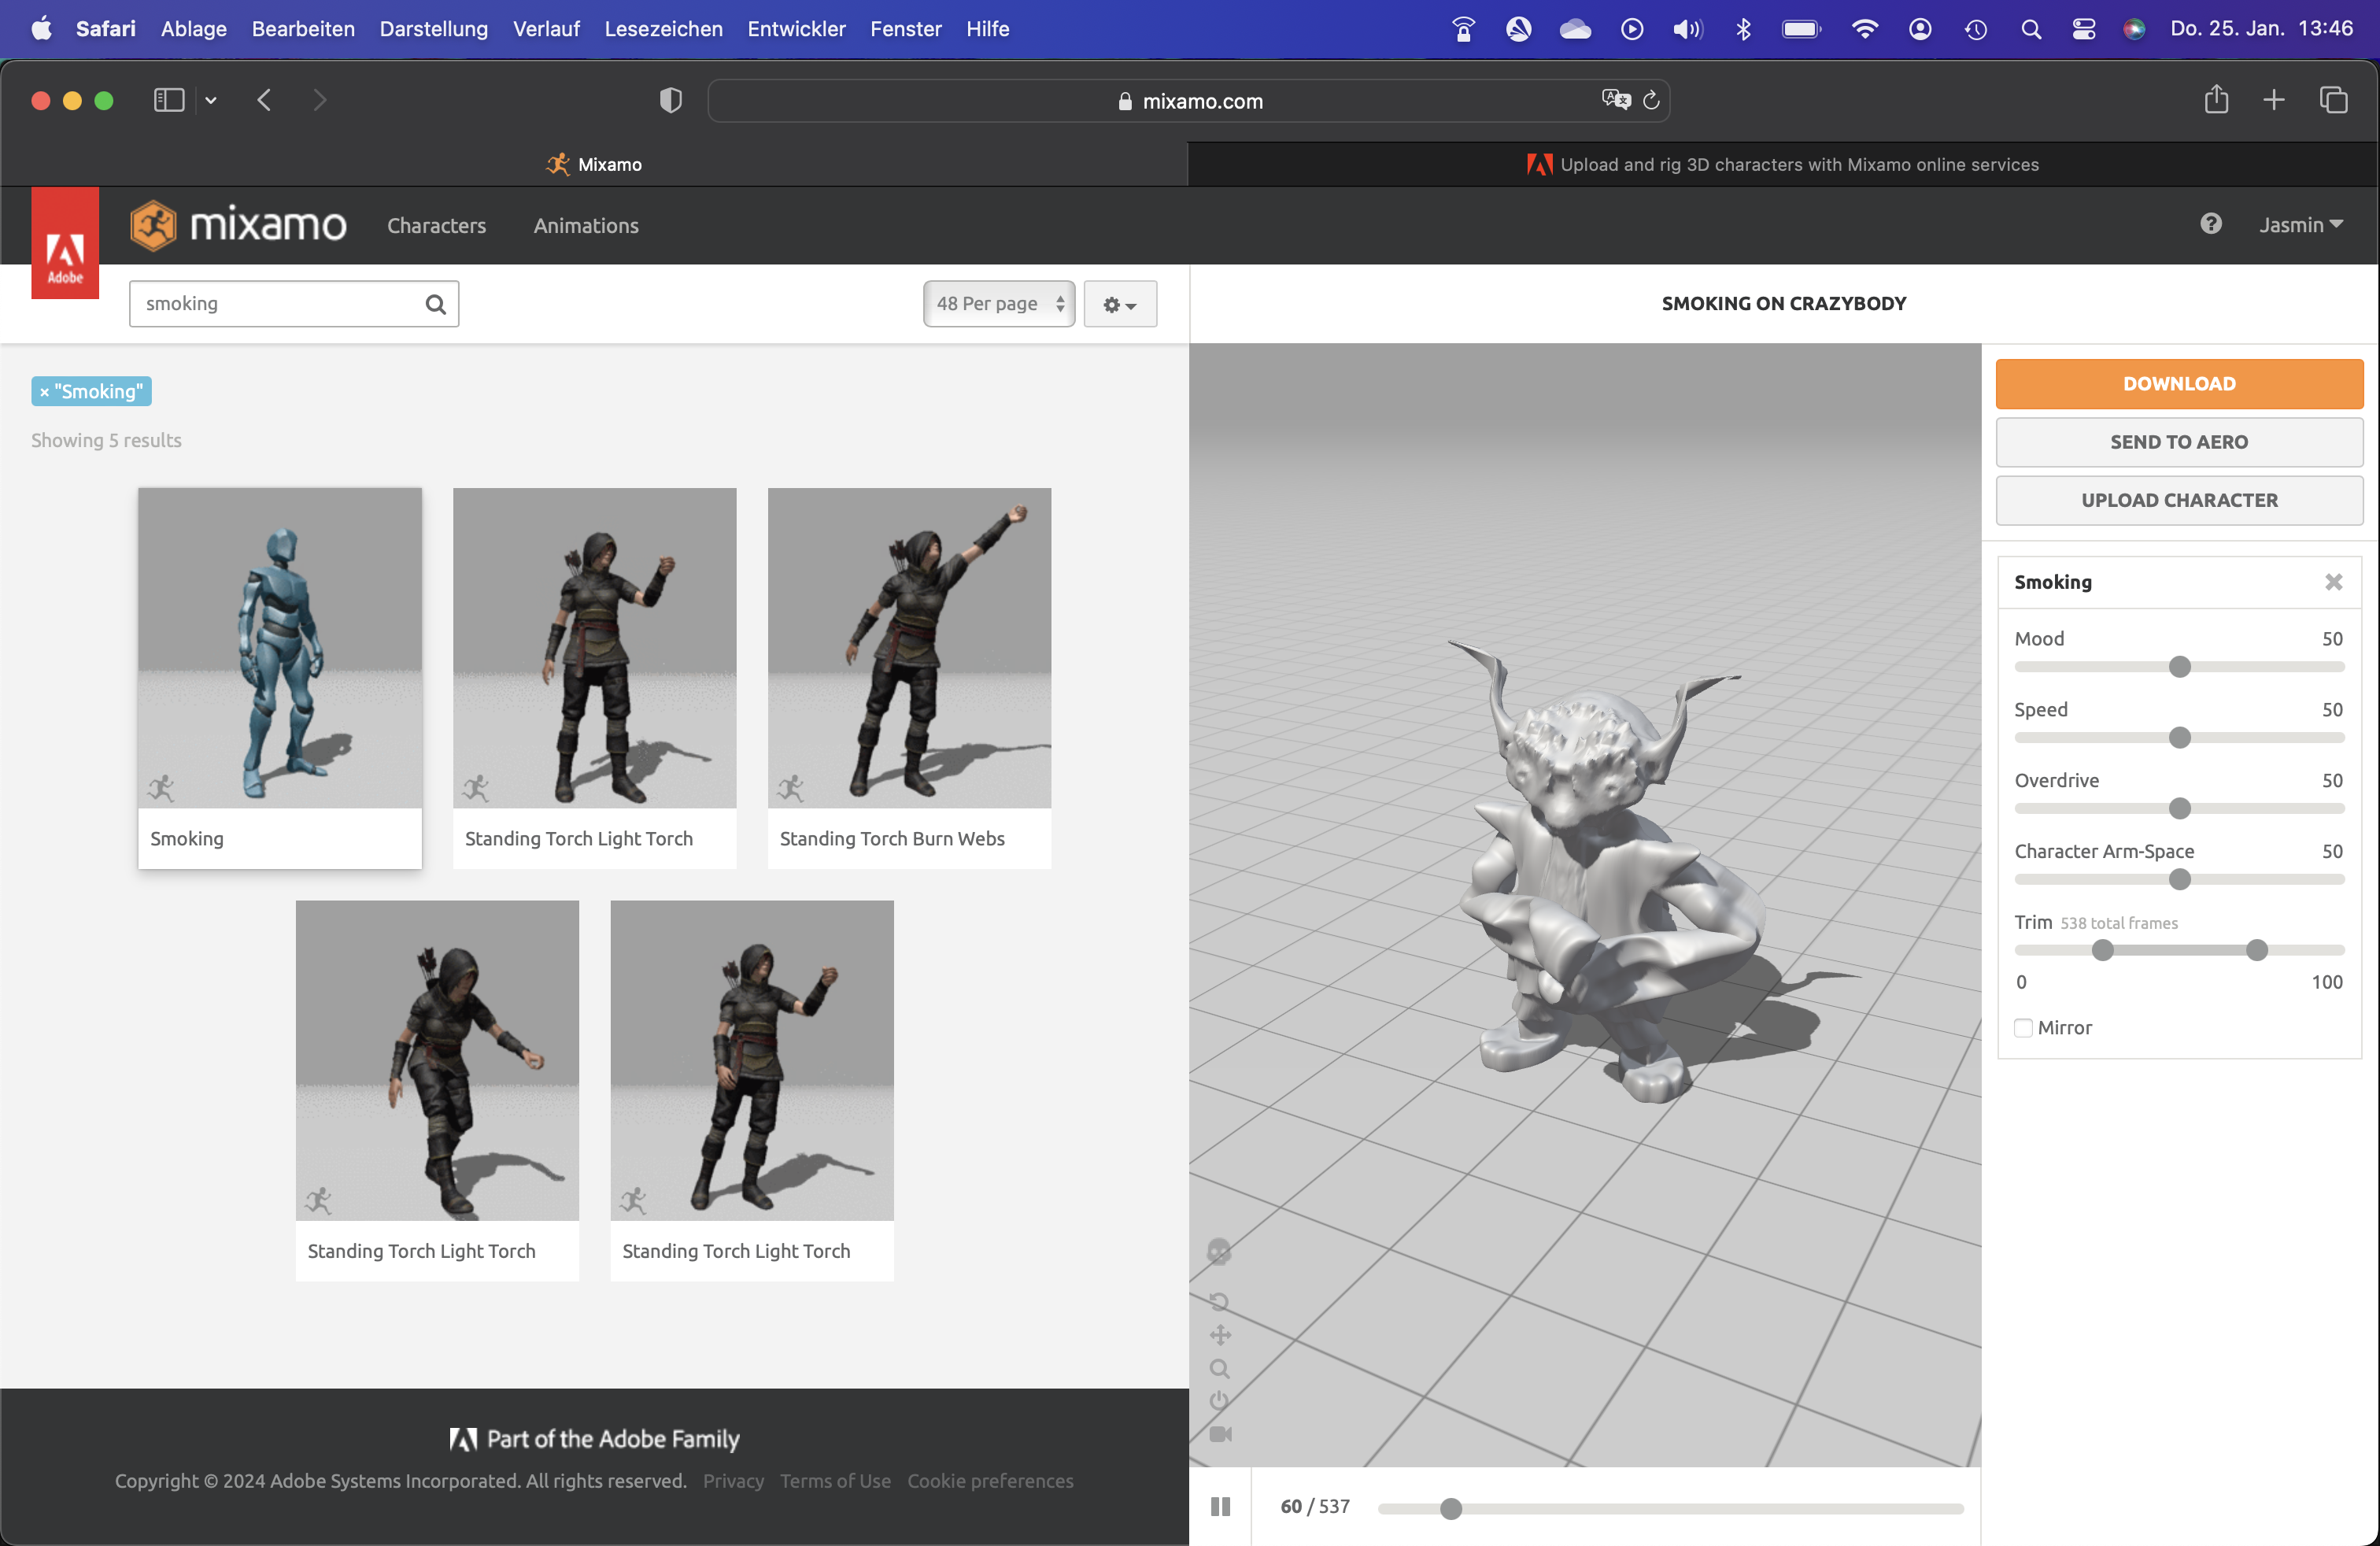 Safari Ablage Bearbeiten Darstellung Verlauf Lesezeichen Entwickler Fenster Hilfe Do. 25. Jan. 13:46
mixamo.com
Mixamo
Upload and rig 3D characters with Mixamo online services
Adobe
mixamo Characters Animations
Jasmin
smoking
48 Per page
SMOKING ON CRAZYBODY
× "Smoking"
Showing 5 results
Smoking
Standing Torch Light Torch
Standing Torch Burn Webs
Standing Torch Light Torch
Standing Torch Light Torch
DOWNLOAD
SEND TO AERO
UPLOAD CHARACTER
Smoking
Mood 50
Speed 50
Overdrive 50
Character Arm-Space 50
Trim 538 total frames
0 100
Mirror
60 / 537
Part of the Adobe Family
Copyright © 2024 Adobe Systems Incorporated. All rights reserved. Privacy Terms of Use Cookie preferences